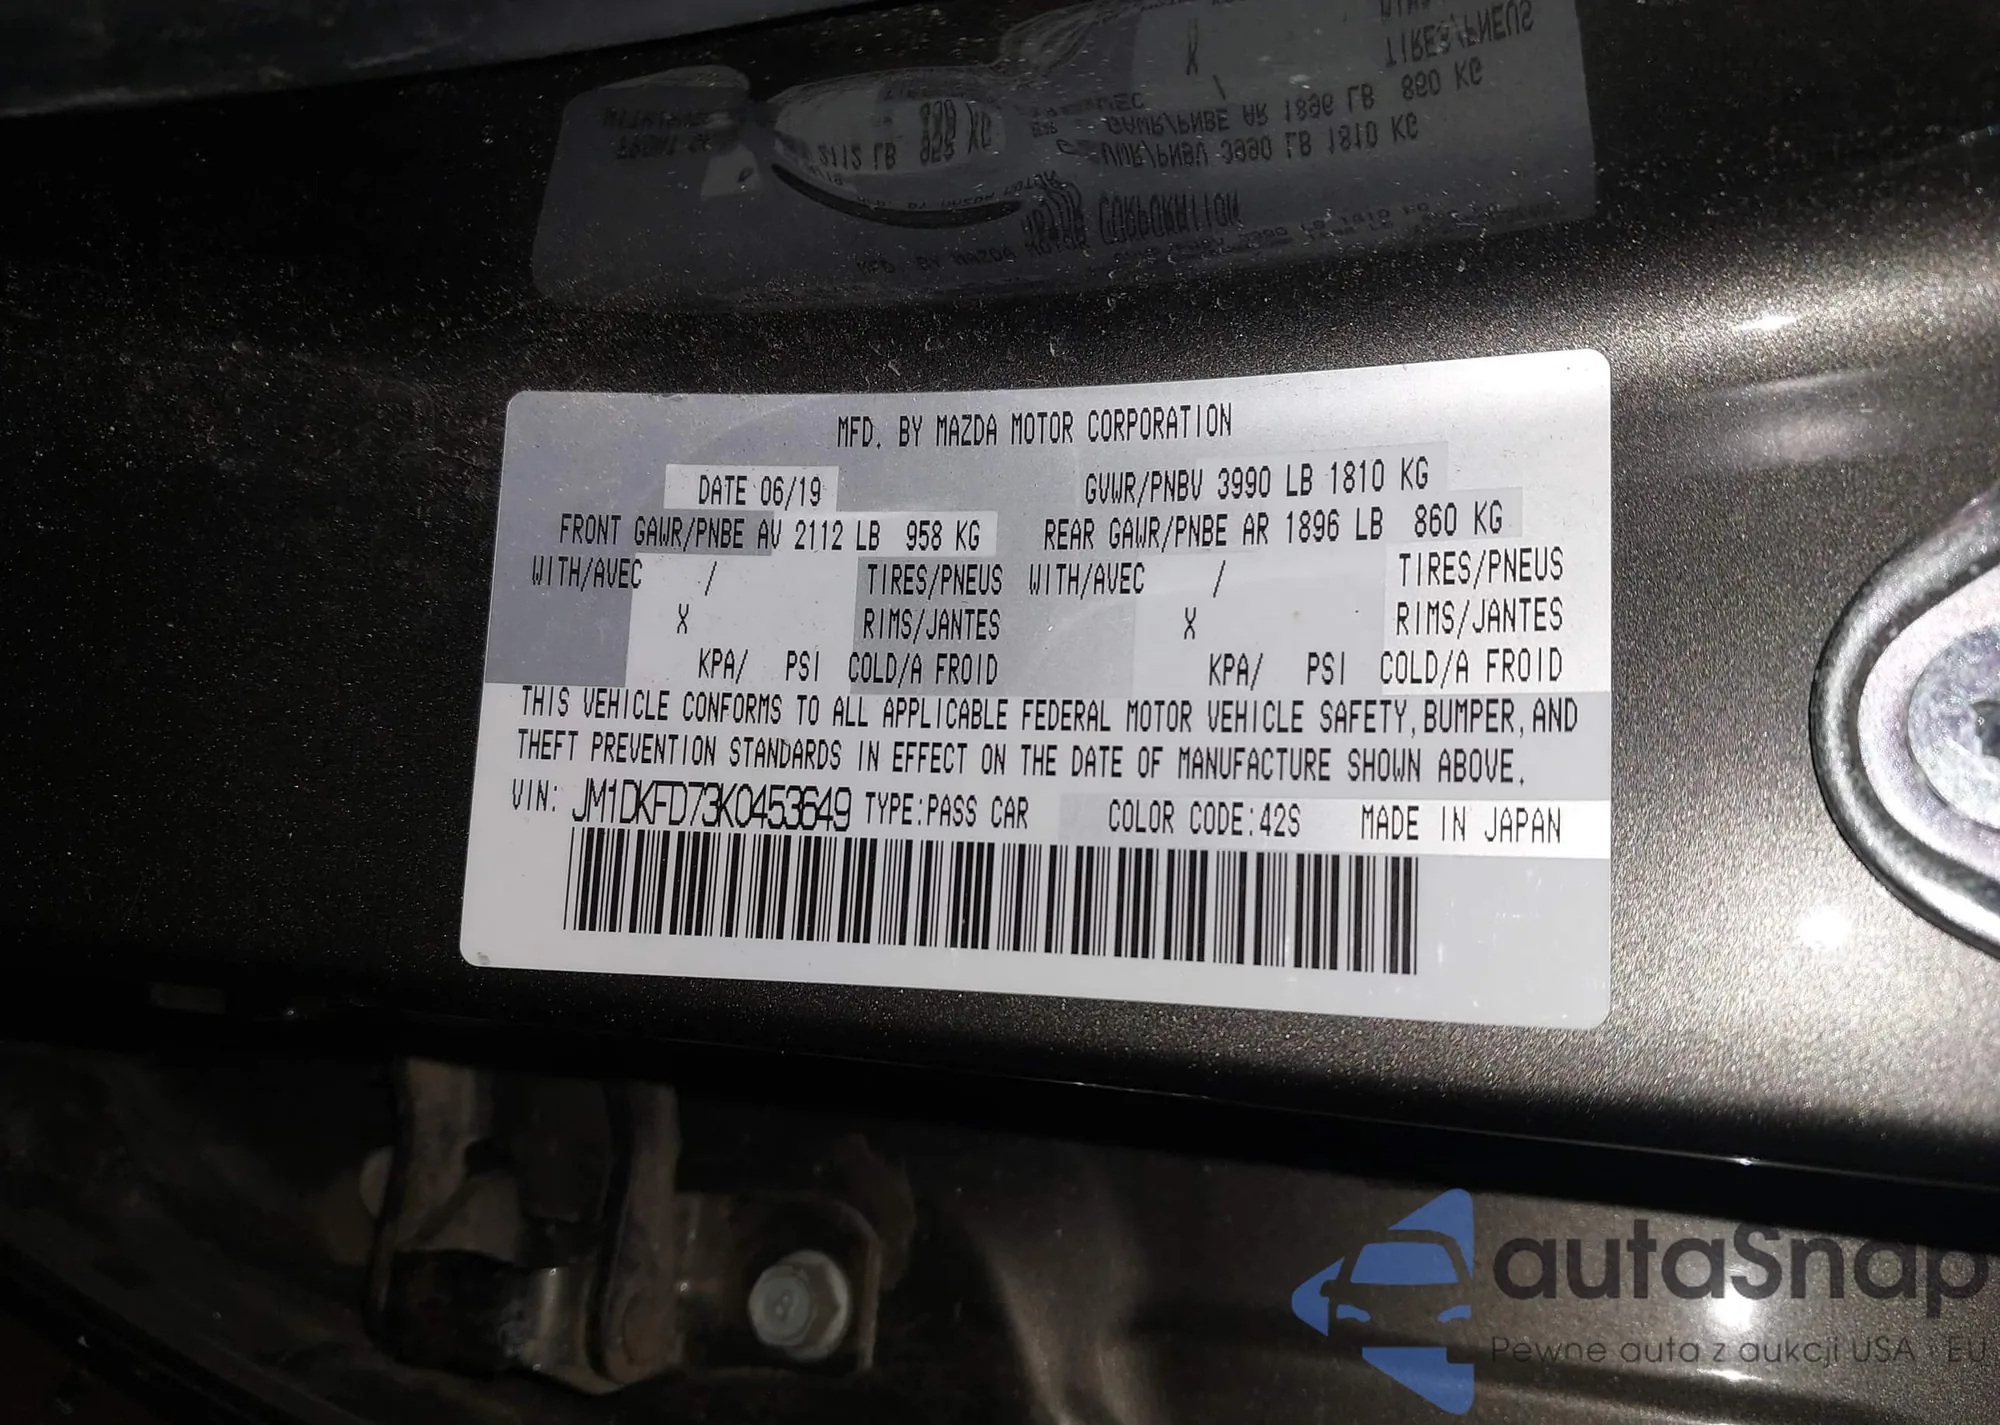 MFD. BY MAZDA MOTOR CORPORATION
DATE 06/19 GVWR/PNBV 3990 LB 1810 KG
FRONT GAWR/PNBE AV 2112 LB 958 KG REAR GAWR/PNBE AR 1896 LB 860 KG
WITH/AVEC / TIRES/PNEUS WITH/AVEC / TIRES/PNEUS
X RIMS/JANTES X RIMS/JANTES
KPA/ PSI COLD/A FROID KPA/ PSI COLD/A FROID
THIS VEHICLE CONFORMS TO ALL APPLICABLE FEDERAL MOTOR VEHICLE SAFETY, BUMPER, AND
THEFT PREVENTION STANDARDS IN EFFECT ON THE DATE OF MANUFACTURE SHOWN ABOVE.
VIN: JM1DKFD73K0453649 TYPE:PASS CAR COLOR CODE:42S MADE IN JAPAN
8
autaSnap
Pewne auta z aukcji USA i EU